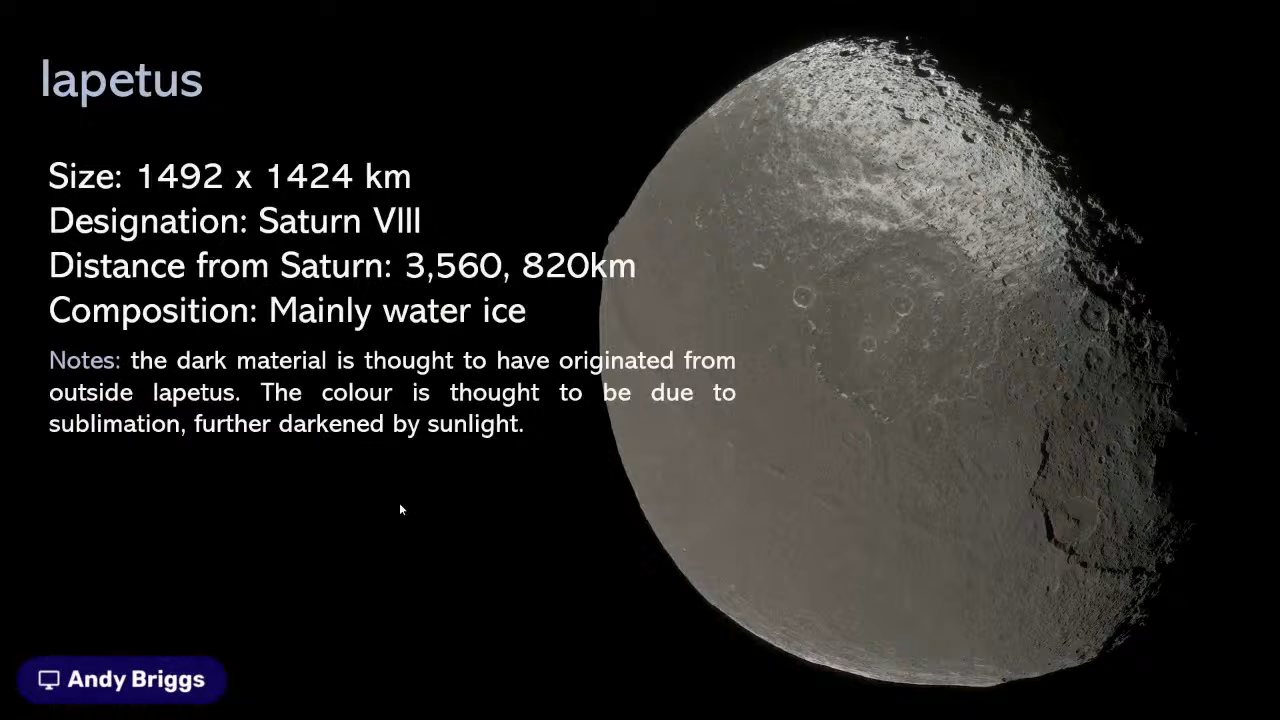 Iapetus
Size: 1492 x 1424 km
Designation: Saturn VIII
Distance from Saturn: 3,560, 820km
Composition: Mainly water ice
Notes: the dark material is thought to have originated from
outside Iapetus. The colour is thought to be due to
sublimation, further darkened by sunlight.
Andy Briggs